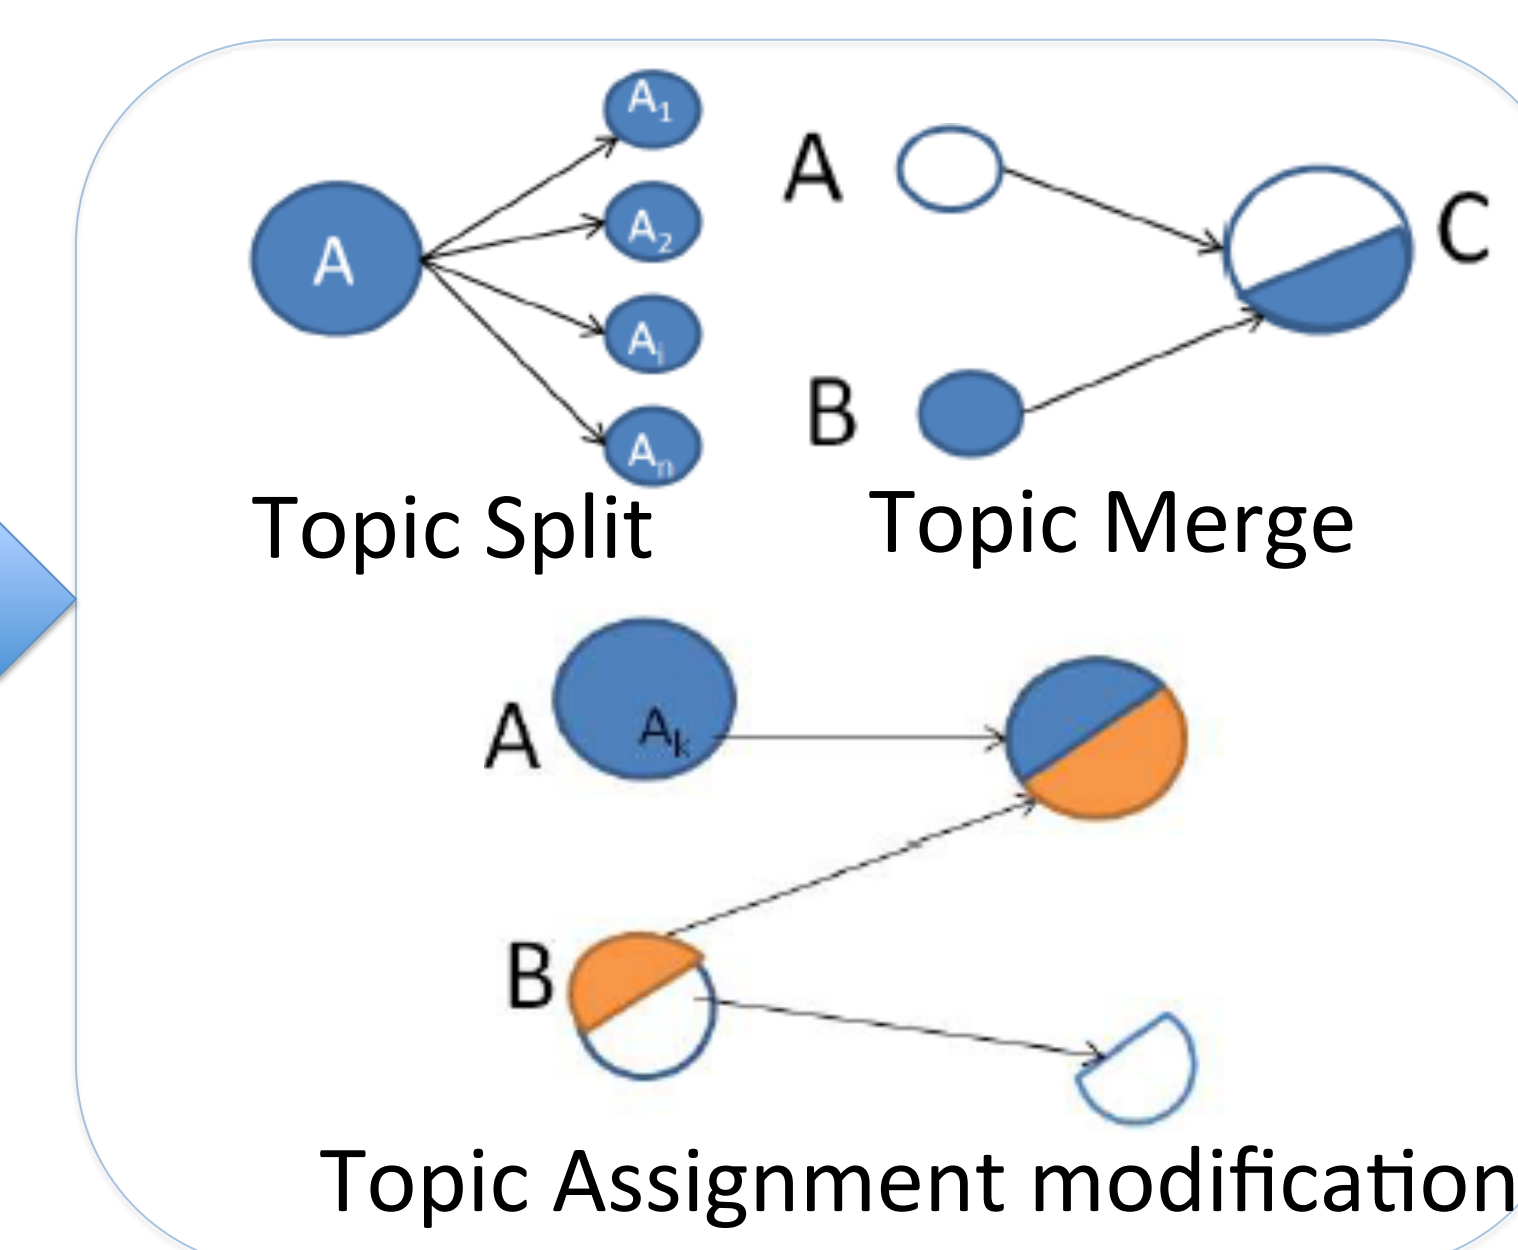 A
A₁
A₂
Aᵢ
Aₙ
Topic Split
A
B
C
Topic Merge
A
Aₖ
B
Topic Assignment modification